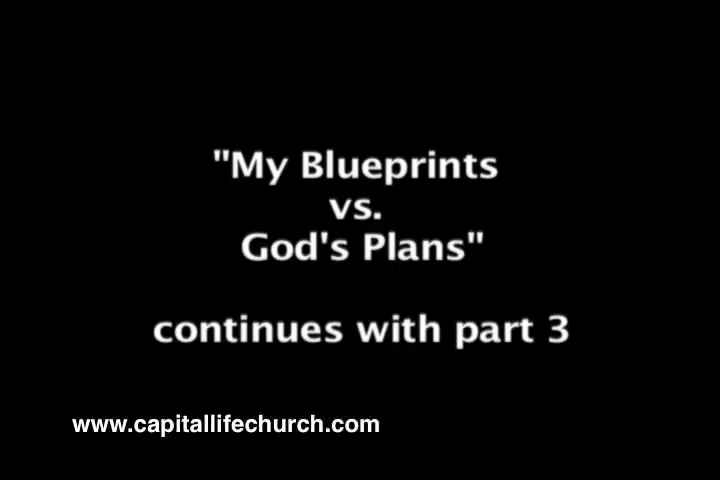 "My Blueprints
vs.
God's Plans"
continues with part 3
www.capitallifechurch.com